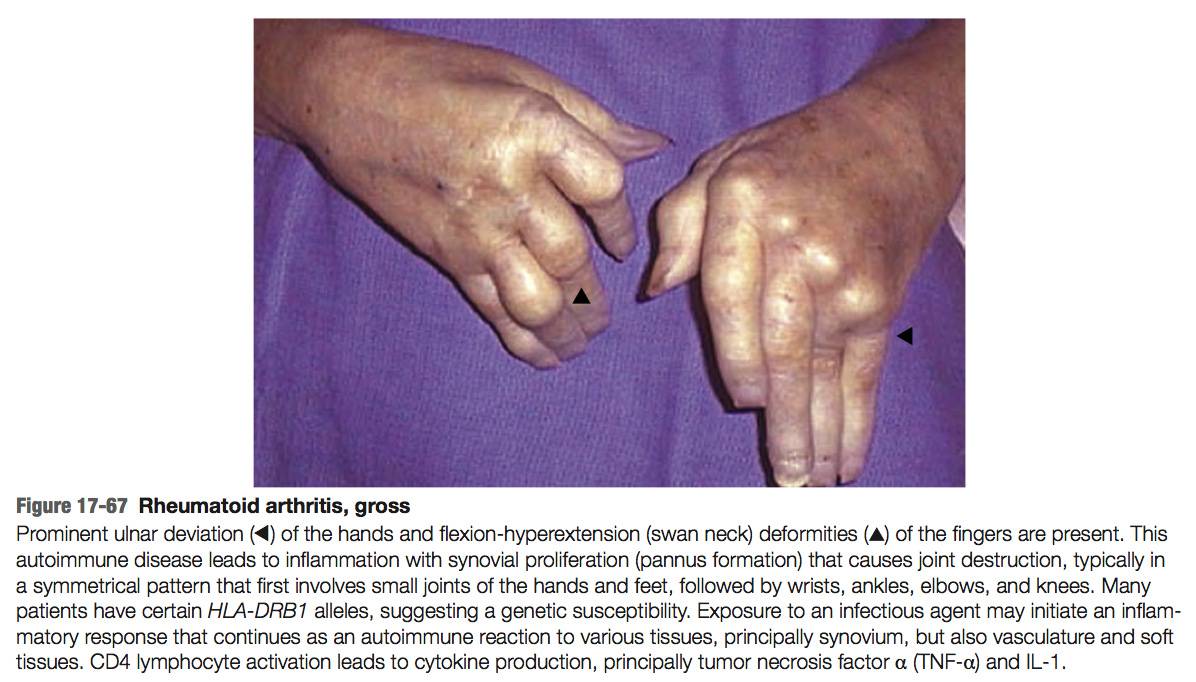 Figure 17-67 Rheumatoid arthritis, gross
Prominent ulnar deviation (◄) of the hands and flexion-hyperextension (swan neck) deformities (▲) of the fingers are present. This
autoimmune disease leads to inflammation with synovial proliferation (pannus formation) that causes joint destruction, typically in
a symmetrical pattern that first involves small joints of the hands and feet, followed by wrists, ankles, elbows, and knees. Many
patients have certain HLA-DRB1 alleles, suggesting a genetic susceptibility. Exposure to an infectious agent may initiate an inflam-
matory response that continues as an autoimmune reaction to various tissues, principally synovium, but also vasculature and soft
tissues. CD4 lymphocyte activation leads to cytokine production, principally tumor necrosis factor α (TNF-α) and IL-1.